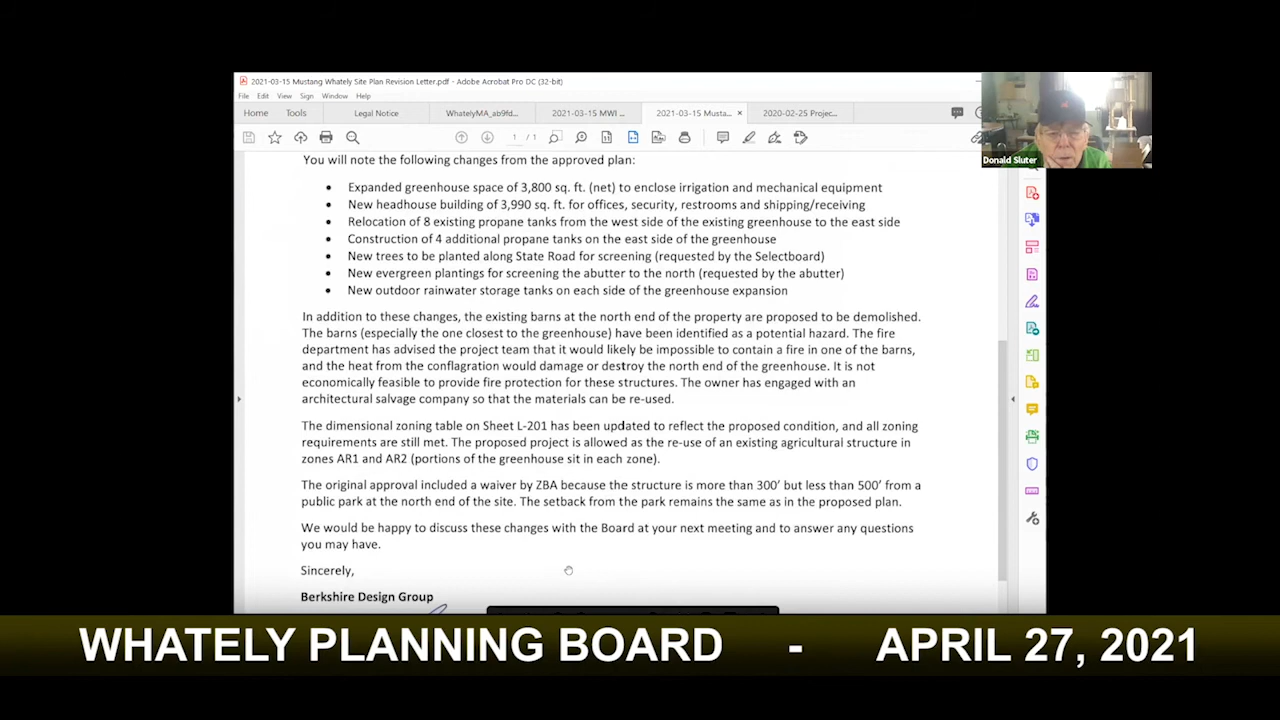 2021-03-15 Mustang Whately Site Plan Revision Letter.pdf - Adobe Acrobat Pro DC (32-bit)
File Edit View Sign Window Help
Home Tools Legal Notice WhatelyMA_ab9fd... 2021-03-15 MWI ... 2021-03-15 Musta... × 2020-02-25 Projec...
1 / 1
Donald Sluter
You will note the following changes from the approved plan:
• Expanded greenhouse space of 3,800 sq. ft. (net) to enclose irrigation and mechanical equipment
• New headhouse building of 3,990 sq. ft. for offices, security, restrooms and shipping/receiving
• Relocation of 8 existing propane tanks from the west side of the existing greenhouse to the east side
• Construction of 4 additional propane tanks on the east side of the greenhouse
• New trees to be planted along State Road for screening (requested by the Selectboard)
• New evergreen plantings for screening the abutter to the north (requested by the abutter)
• New outdoor rainwater storage tanks on each side of the greenhouse expansion
In addition to these changes, the existing barns at the north end of the property are proposed to be demolished.
The barns (especially the one closest to the greenhouse) have been identified as a potential hazard. The fire
department has advised the project team that it would likely be impossible to contain a fire in one of the barns,
and the heat from the conflagration would damage or destroy the north end of the greenhouse. It is not
economically feasible to provide fire protection for these structures. The owner has engaged with an
architectural salvage company so that the materials can be re-used.
The dimensional zoning table on Sheet L-201 has been updated to reflect the proposed condition, and all zoning
requirements are still met. The proposed project is allowed as the re-use of an existing agricultural structure in
zones AR1 and AR2 (portions of the greenhouse sit in each zone).
The original approval included a waiver by ZBA because the structure is more than 300' but less than 500' from a
public park at the north end of the site. The setback from the park remains the same as in the proposed plan.
We would be happy to discuss these changes with the Board at your next meeting and to answer any questions
you may have.
Sincerely,
Berkshire Design Group
WHATELY PLANNING BOARD - APRIL 27, 2021